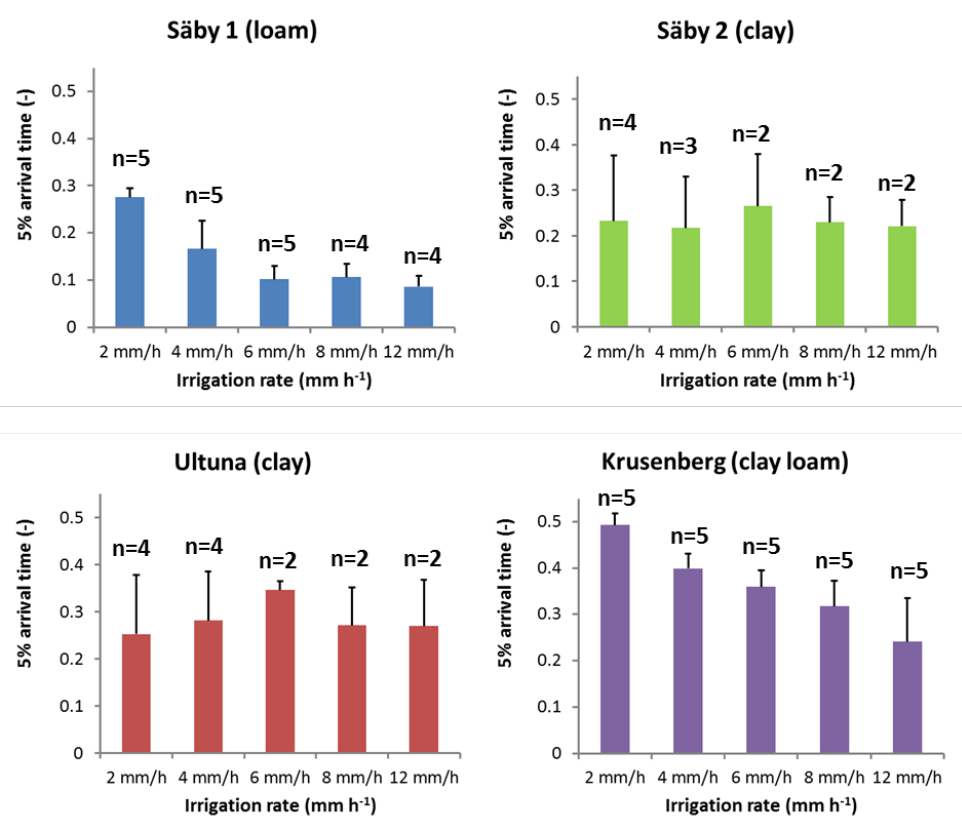 Säby 1 (loam)
5% arrival time (-)
0.5
0.4
0.3
0.2
0.1
0
n=5
n=5
n=5
n=4
n=4
2 mm/h 4 mm/h 6 mm/h 8 mm/h 12 mm/h
Irrigation rate (mm h⁻¹)
Säby 2 (clay)
5% arrival time (-)
0.5
0.4
0.3
0.2
0.1
0
n=4
n=3
n=2
n=2
n=2
2 mm/h 4 mm/h 6 mm/h 8 mm/h 12 mm/h
Irrigation rate (mm h⁻¹)
Ultuna (clay)
5% arrival time (-)
0.5
0.4
0.3
0.2
0.1
0
n=4
n=4
n=2
n=2
n=2
2 mm/h 4 mm/h 6 mm/h 8 mm/h 12 mm/h
Irrigation rate (mm h⁻¹)
Krusenberg (clay loam)
5% arrival time (-)
0.5
0.4
0.3
0.2
0.1
0
n=5
n=5
n=5
n=5
n=5
2 mm/h 4 mm/h 6 mm/h 8 mm/h 12 mm/h
Irrigation rate (mm h⁻¹)